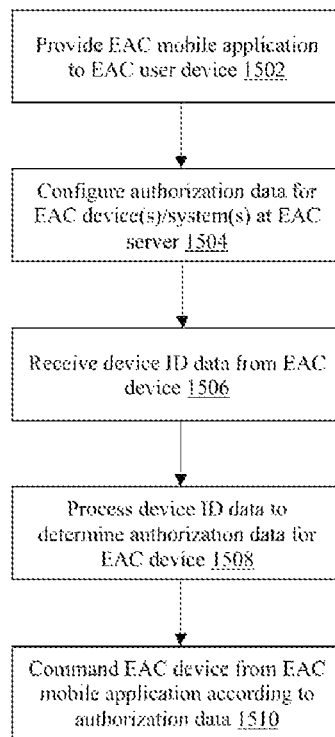 Provide EAC mobile application
to EAC user device 1502
Configure authorization data for
EAC device(s)/system(s) at EAC
server 1504
Receive device ID data from EAC
device 1506
Process device ID data to
determine authorization data for
EAC device 1508
Command EAC device from EAC
mobile application according to
authorization data 1510